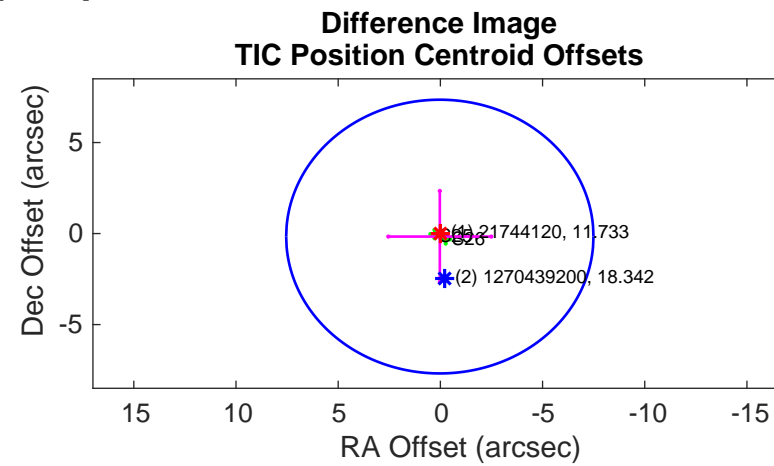 Difference Image
TIC Position Centroid Offsets
Dec Offset (arcsec)
5
0
-5
(1) 21744120, 11.733
S26
(2) 1270439200, 18.342
15 10 5 0 -5 -10 -15
RA Offset (arcsec)